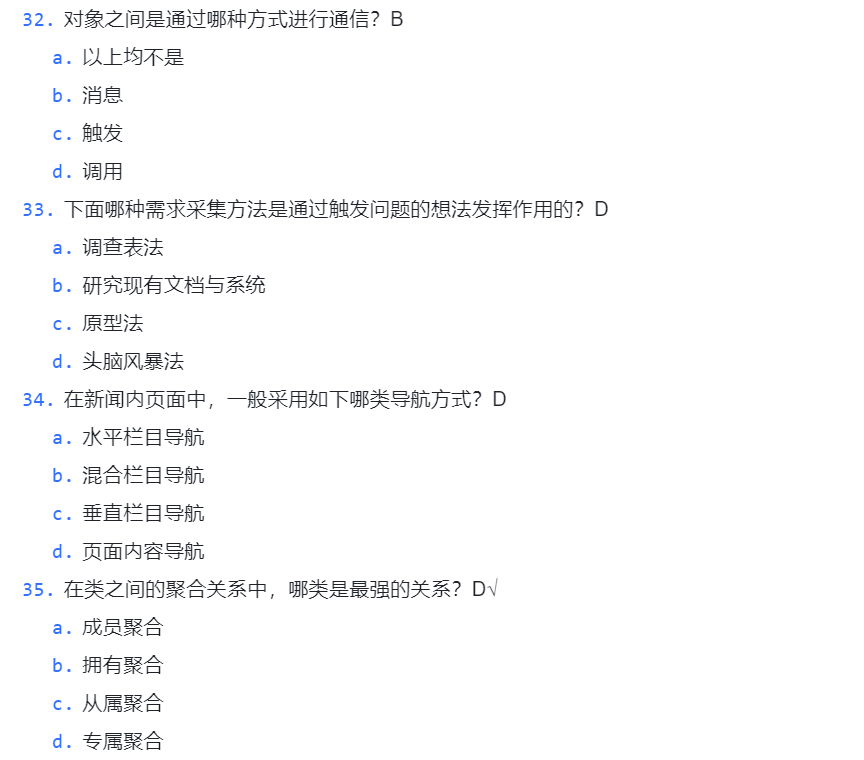 32. 对象之间是通过哪种方式进行通信？B
a. 以上均不是
b. 消息
c. 触发
d. 调用
33. 下面哪种需求采集方法是通过触发问题的想法发挥作用的？D
a. 调查表法
b. 研究现有文档与系统
c. 原型法
d. 头脑风暴法
34. 在新闻内页面中，一般采用如下哪类导航方式？D
a. 水平栏目导航
b. 混合栏目导航
c. 垂直栏目导航
d. 页面内容导航
35. 在类之间的聚合关系中，哪类是最强的关系？D√
a. 成员聚合
b. 拥有聚合
c. 从属聚合
d. 专属聚合